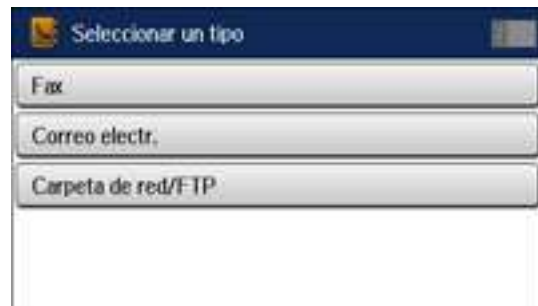 Seleccionar un tipo
Fax
Correo electr.
Carpeta de red/FTP